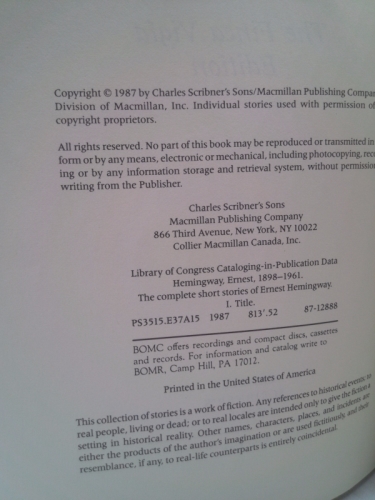 Copyright © 1987 by Charles Scribner's Sons/Macmillan Publishing Compa
Division of Macmillan, Inc. Individual stories used with permission of
copyright proprietors.
All rights reserved. No part of this book may be reproduced or transmitted in
form or by any means, electronic or mechanical, including photocopying, reco
ing or by any information storage and retrieval system, without permission
writing from the Publisher.
Charles Scribner's Sons
Macmillan Publishing Company
866 Third Avenue, New York, NY 10022
Collier Macmillan Canada, Inc.
Library of Congress Cataloging-in-Publication Data
Hemingway, Ernest, 1898–1961.
The complete short stories of Ernest Hemingway.
I. Title.
PS3515.E37A15 1987 813'.52 87-12888
BOMC offers recordings and compact discs, cassettes
and records. For information and catalog write to
BOMR, Camp Hill, PA 17012.
Printed in the United States of America
This collection of stories is a work of fiction. Any references to historical events; to
real people, living or dead; or to real locales are intended only to give the fiction a
setting in historical reality. Other names, characters, places, and incidents are
either the products of the author's imagination or are used fictitiously, and their
resemblance, if any, to real-life counterparts is entirely coincidental.